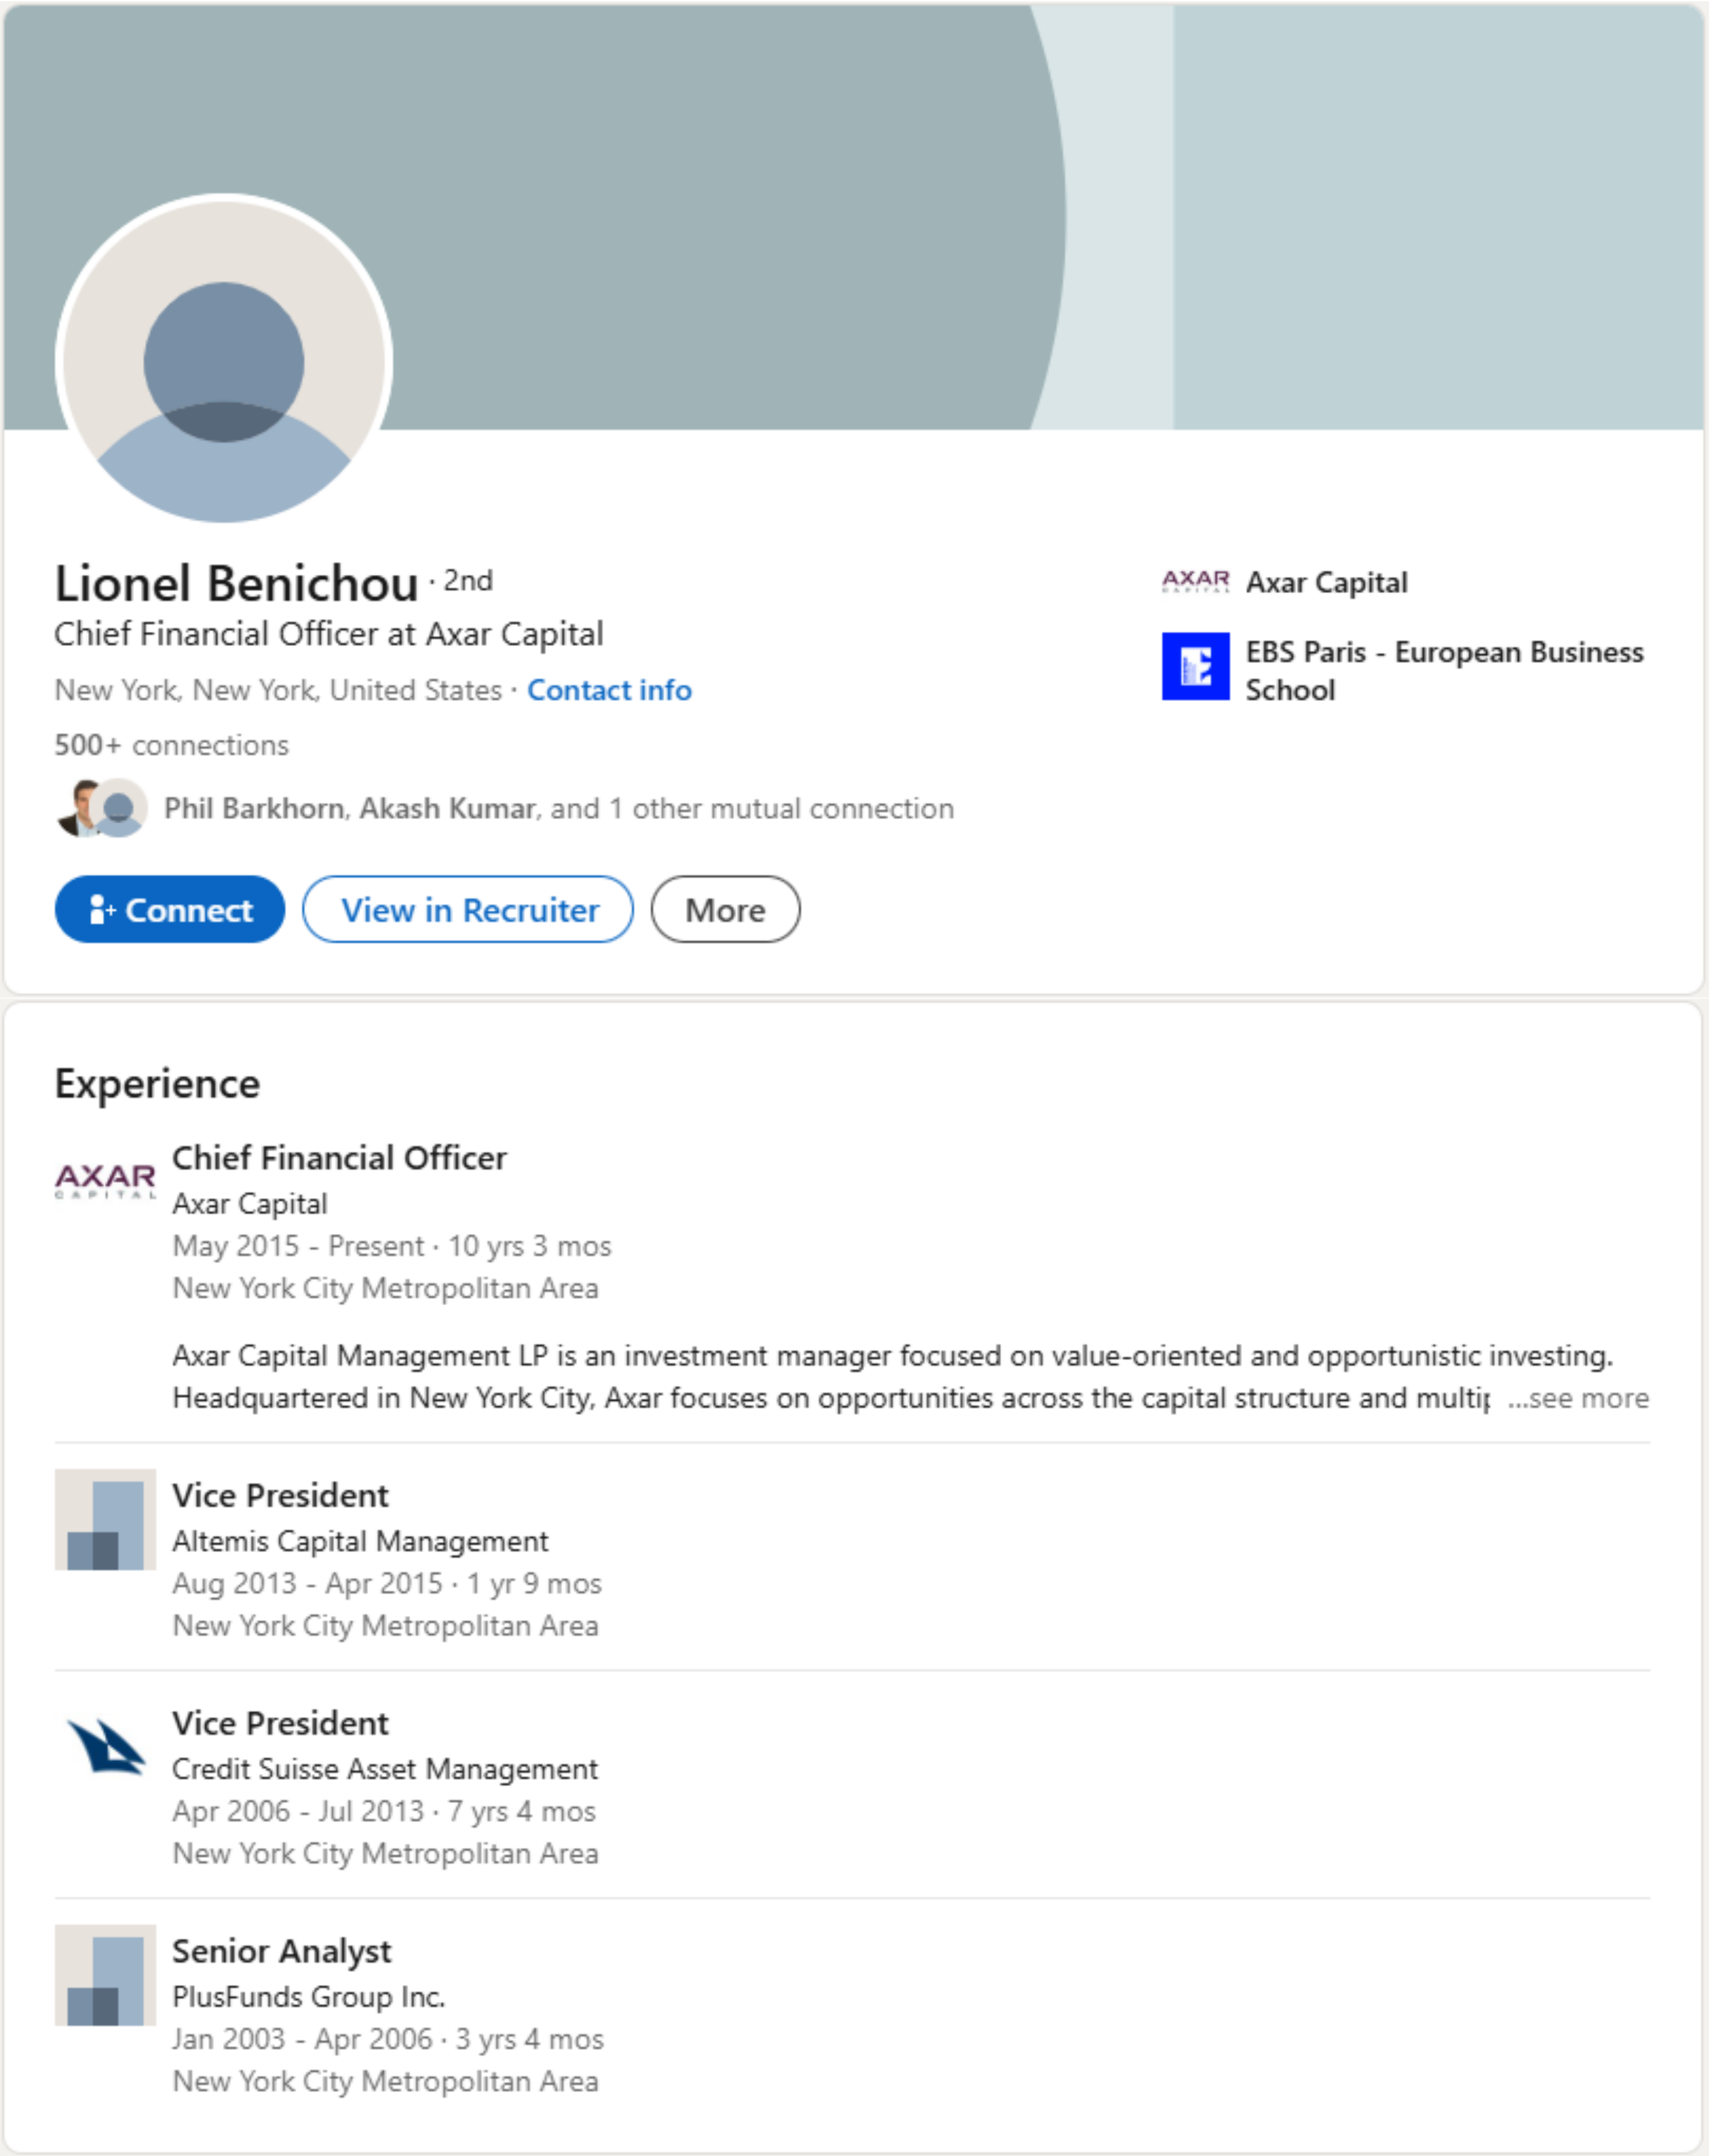 Lionel Benichou · 2nd
Chief Financial Officer at Axar Capital
New York, New York, United States · Contact info
500+ connections
Phil Barkhorn, Akash Kumar, and 1 other mutual connection
Connect
View in Recruiter
More
AXAR
CAPITAL
Axar Capital
EBS Paris - European Business
School
Experience
AXAR
CAPITAL
Chief Financial Officer
Axar Capital
May 2015 - Present · 10 yrs 3 mos
New York City Metropolitan Area
Axar Capital Management LP is an investment manager focused on value-oriented and opportunistic investing.
Headquartered in New York City, Axar focuses on opportunities across the capital structure and multip ...see more
Vice President
Altemis Capital Management
Aug 2013 - Apr 2015 · 1 yr 9 mos
New York City Metropolitan Area
Vice President
Credit Suisse Asset Management
Apr 2006 - Jul 2013 · 7 yrs 4 mos
New York City Metropolitan Area
Senior Analyst
PlusFunds Group Inc.
Jan 2003 - Apr 2006 · 3 yrs 4 mos
New York City Metropolitan Area